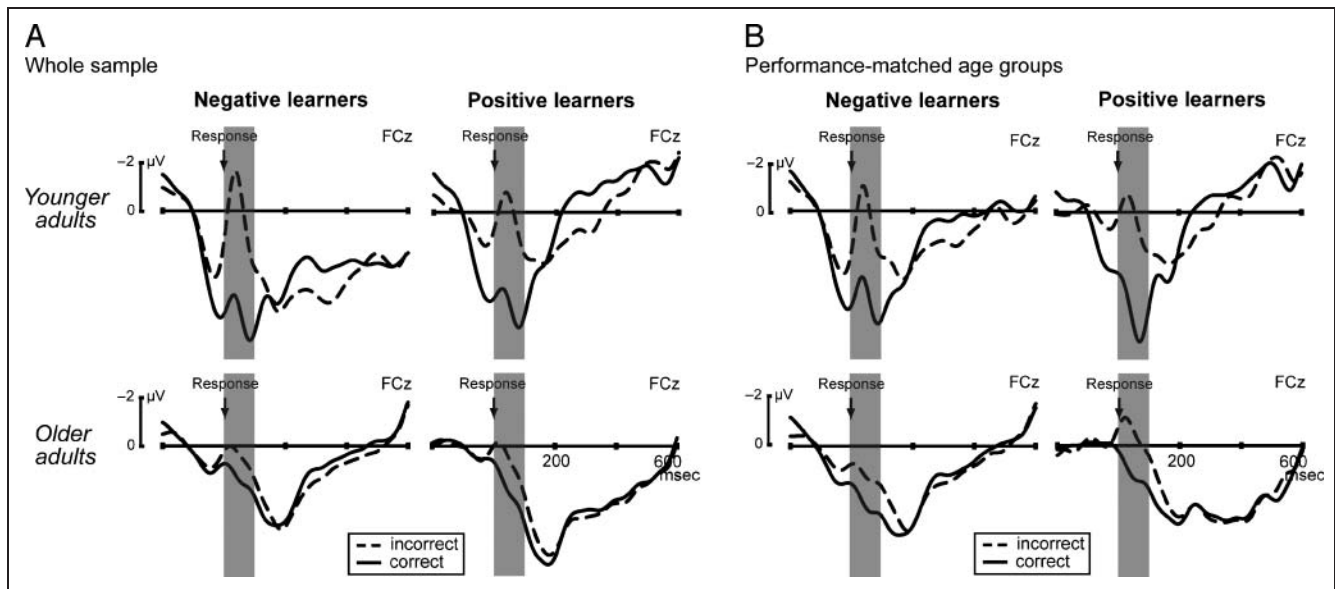 A
Whole sample
Negative learners
Positive learners
Response
FCz
Response
FCz
−2
μV
0
Younger
adults
Response
FCz
Response
FCz
−2
μV
0
Older
adults
200
600
msec
incorrect
correct
B
Performance-matched age groups
Negative learners
Positive learners
Response
FCz
Response
FCz
−2
μV
0
Response
FCz
Response
FCz
−2
μV
0
200
600
msec
incorrect
correct